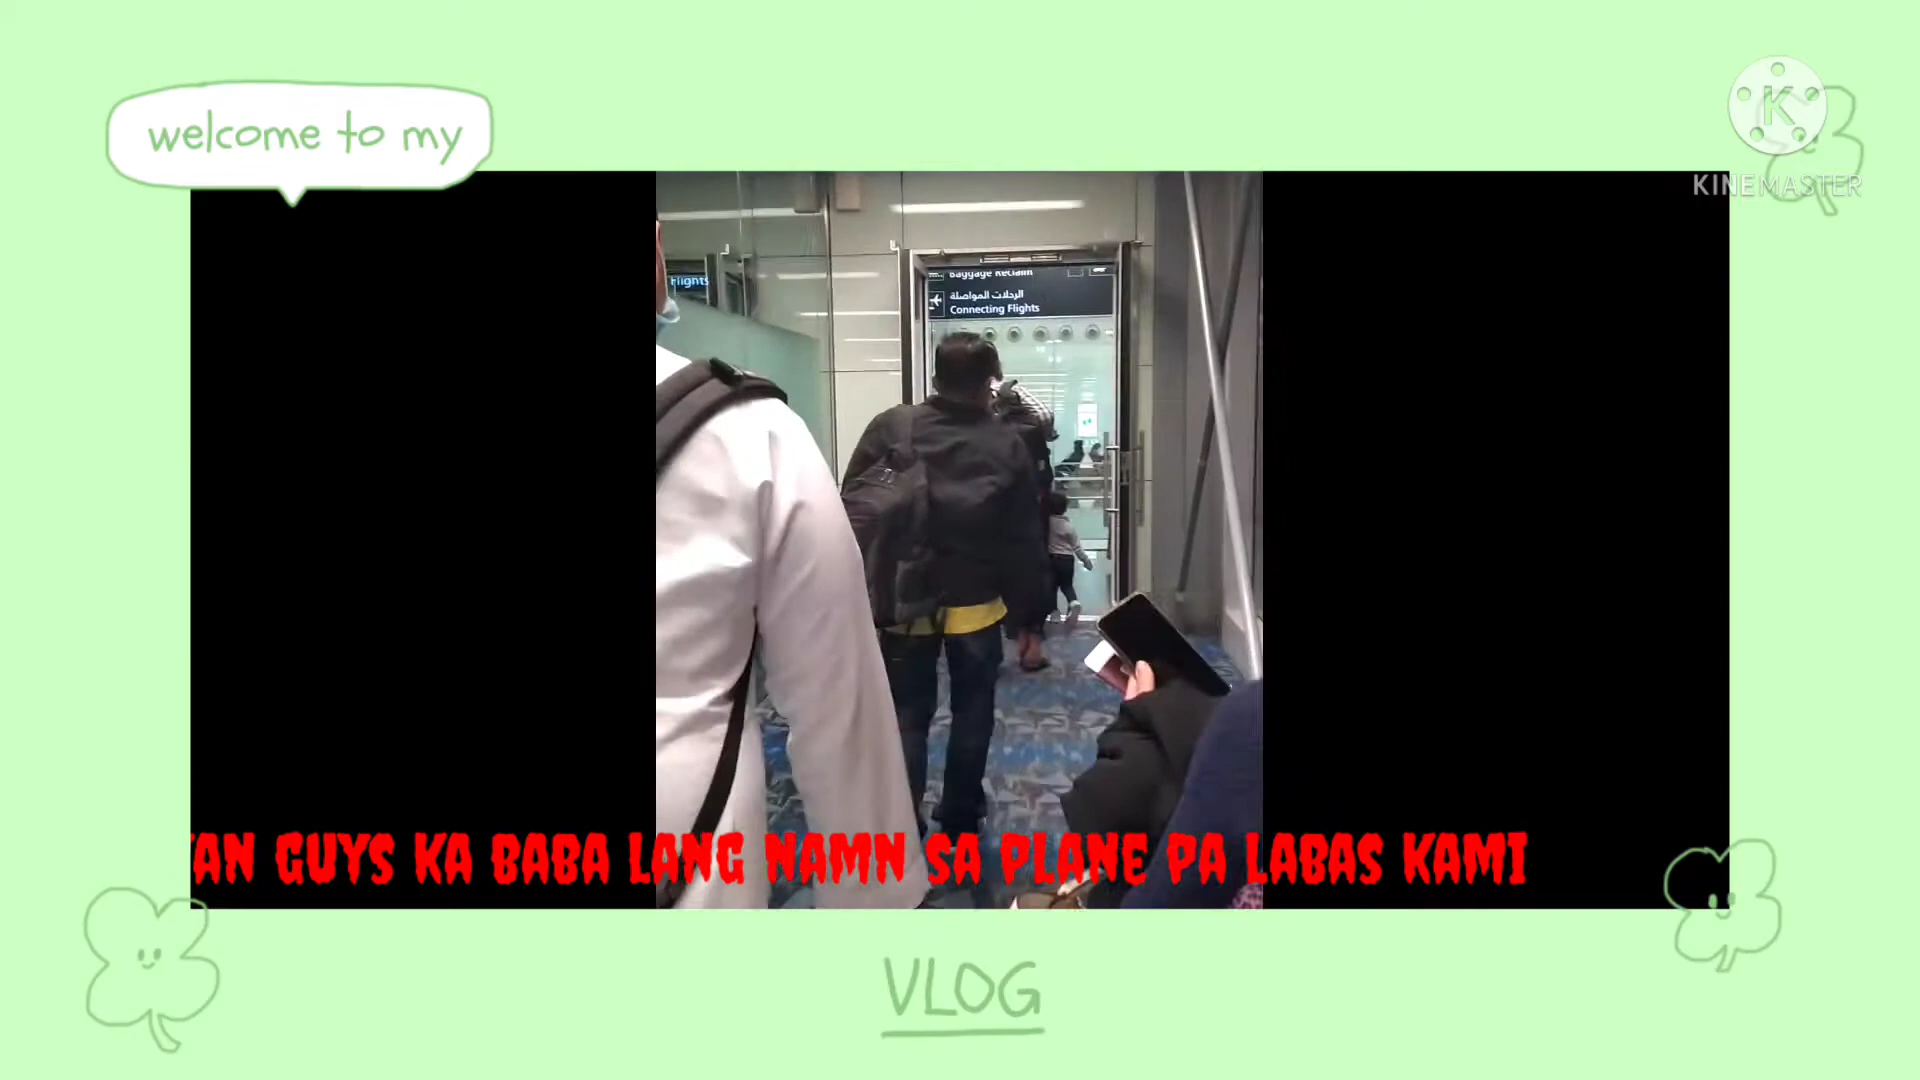 welcome to my
K
KINEMASTER
Flights
Baggage Reclaim
الرحلات المواصلة
Connecting Flights
AN GUYS KA BABA LANG NAMN SA PLANE PA LABAS KAMI
VLOG